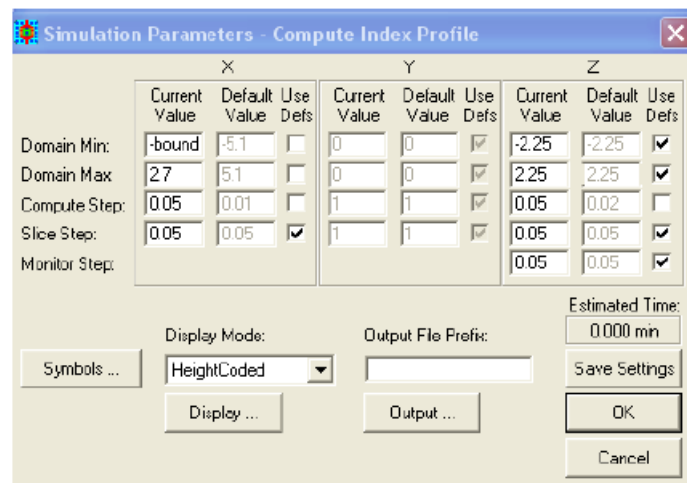 Simulation Parameters - Compute Index Profile
X Y Z
Current Value Default Value Use Defs Current Value Default Value Use Defs Current Value Default Value Use Defs
Domain Min: -bound -5.1 0 0 -2.25 -2.25
Domain Max 2.7 5.1 0 0 2.25 2.25
Compute Step: 0.05 0.01 1 1 0.05 0.02
Slice Step: 0.05 0.05 1 1 0.05 0.05
Monitor Step: 0.05 0.05
Estimated Time:
Display Mode: Output File Prefix: 0.000 min
Symbols ... HeightCoded Save Settings
Display ... Output ... OK
Cancel